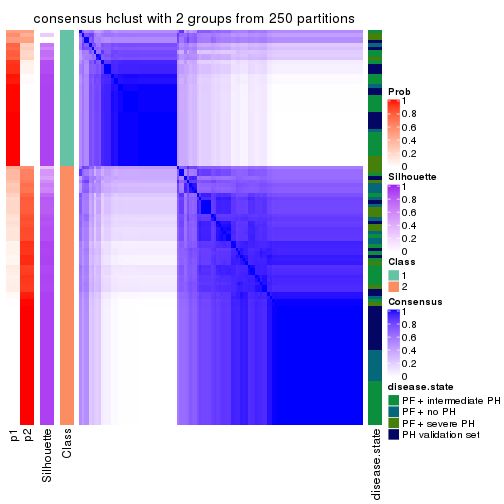 consensus hclust with 2 groups from 250 partitions
Prob
1
0.8
0.6
0.4
0.2
0
Silhouette
1
0.8
0.6
0.4
0.2
0
Class
1
2
Consensus
1
0.8
0.6
0.4
0.2
0
disease.state
PF + intermediate PH
PF + no PH
PF + severe PH
PH validation set
p1
p2
Silhouette
Class
disease.state